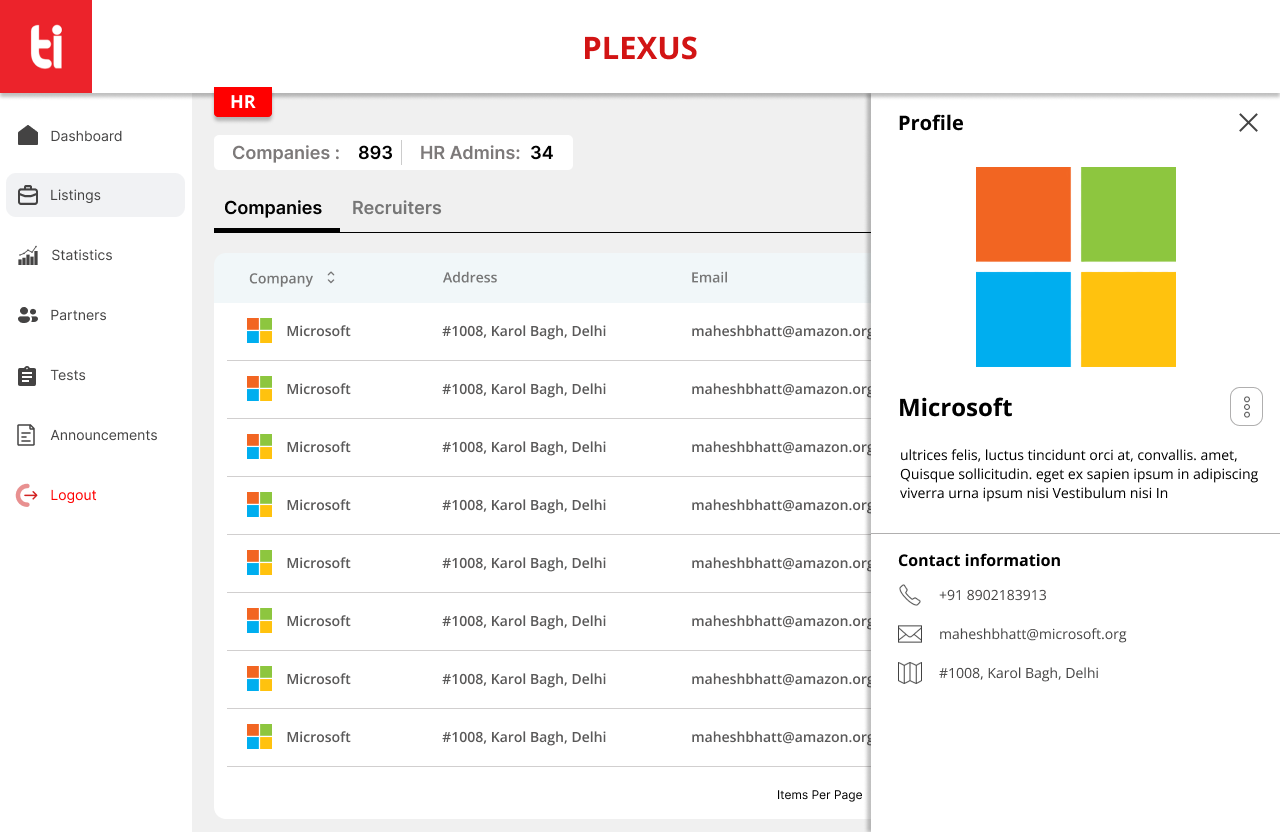 ti
PLEXUS
HR
Companies : 893 HR Admins: 34
Companies Recruiters
Dashboard
Listings
Statistics
Partners
Tests
Announcements
Logout
Company Address Email
Microsoft #1008, Karol Bagh, Delhi maheshbhatt@amazon.org
Microsoft #1008, Karol Bagh, Delhi maheshbhatt@amazon.org
Microsoft #1008, Karol Bagh, Delhi maheshbhatt@amazon.org
Microsoft #1008, Karol Bagh, Delhi maheshbhatt@amazon.org
Microsoft #1008, Karol Bagh, Delhi maheshbhatt@amazon.org
Microsoft #1008, Karol Bagh, Delhi maheshbhatt@amazon.org
Microsoft #1008, Karol Bagh, Delhi maheshbhatt@amazon.org
Microsoft #1008, Karol Bagh, Delhi maheshbhatt@amazon.org
Items Per Page
Profile
Microsoft
ultrices felis, luctus tincidunt orci at, convallis. amet,
Quisque sollicitudin. eget ex sapien ipsum in adipiscing
viverra urna ipsum nisi Vestibulum nisi In
Contact information
+91 8902183913
maheshbhatt@microsoft.org
#1008, Karol Bagh, Delhi